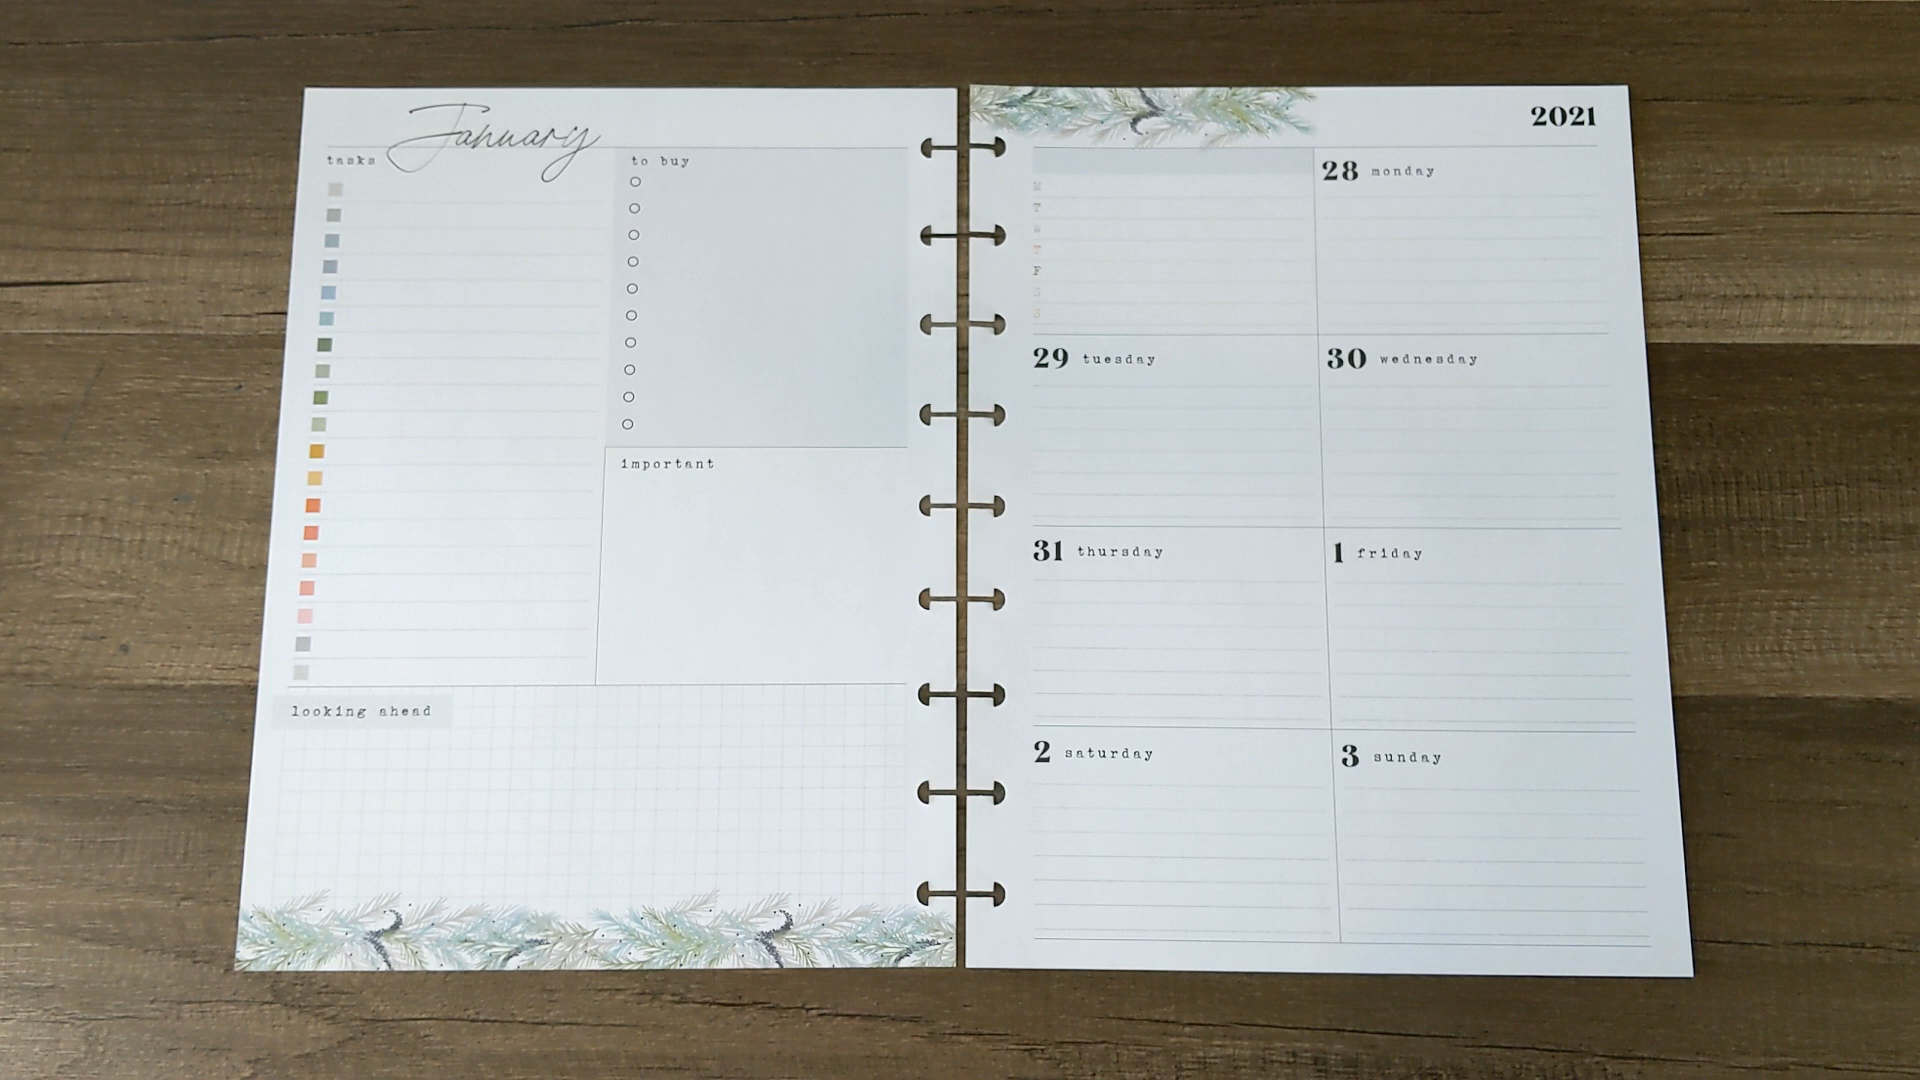 January
tasks
to buy
important
looking ahead
2021
M
T
W
T
F
S
S
28 monday
29 tuesday
30 wednesday
31 thursday
1 friday
2 saturday
3 sunday